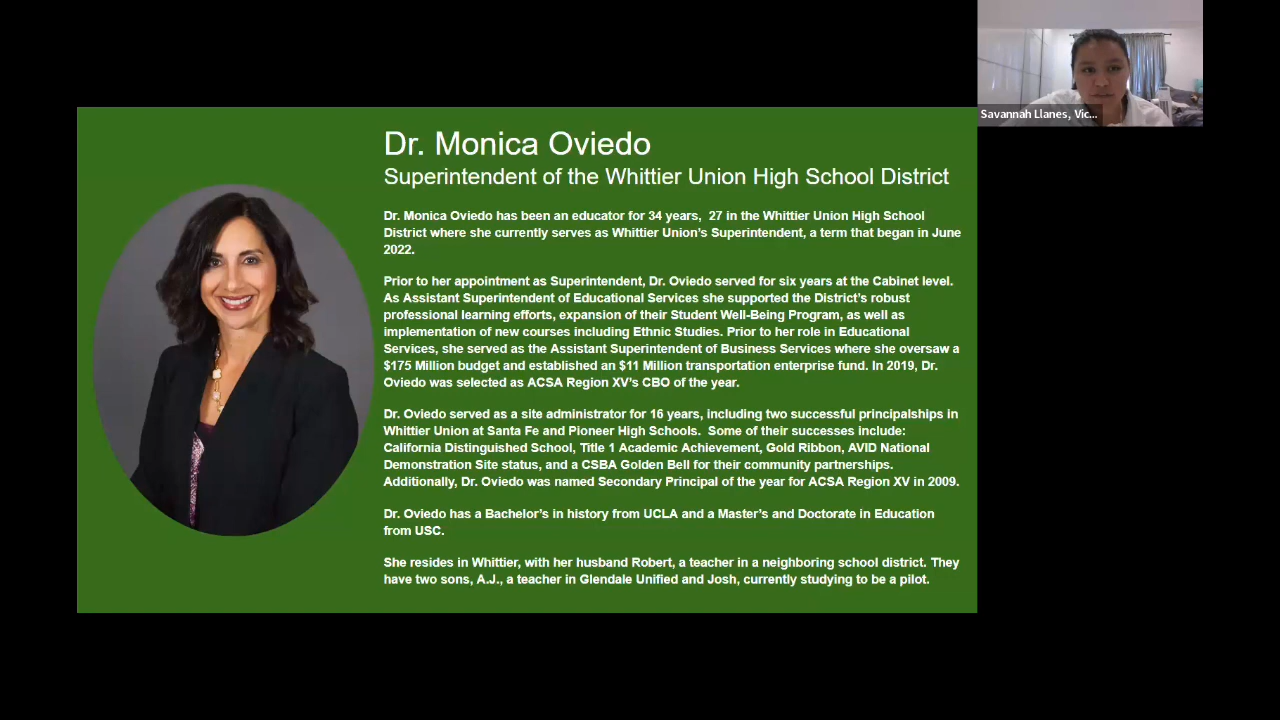 Dr. Monica Oviedo
Superintendent of the Whittier Union High School District
Dr. Monica Oviedo has been an educator for 34 years,  27 in the Whittier Union High School
District where she currently serves as Whittier Union's Superintendent, a term that began in June
2022.
Prior to her appointment as Superintendent, Dr. Oviedo served for six years at the Cabinet level.
As Assistant Superintendent of Educational Services she supported the District's robust
professional learning efforts, expansion of their Student Well-Being Program, as well as
implementation of new courses including Ethnic Studies. Prior to her role in Educational
Services, she served as the Assistant Superintendent of Business Services where she oversaw a
$175 Million budget and established an $11 Million transportation enterprise fund. In 2019, Dr.
Oviedo was selected as ACSA Region XV's CBO of the year.
Dr. Oviedo served as a site administrator for 16 years, including two successful principalships in
Whittier Union at Santa Fe and Pioneer High Schools.  Some of their successes include:
California Distinguished School, Title 1 Academic Achievement, Gold Ribbon, AVID National
Demonstration Site status, and a CSBA Golden Bell for their community partnerships.
Additionally, Dr. Oviedo was named Secondary Principal of the year for ACSA Region XV in 2009.
Dr. Oviedo has a Bachelor's in history from UCLA and a Master's and Doctorate in Education
from USC.
She resides in Whittier, with her husband Robert, a teacher in a neighboring school district. They
have two sons, A.J., a teacher in Glendale Unified and Josh, currently studying to be a pilot.
Savannah Llanes, Vic...